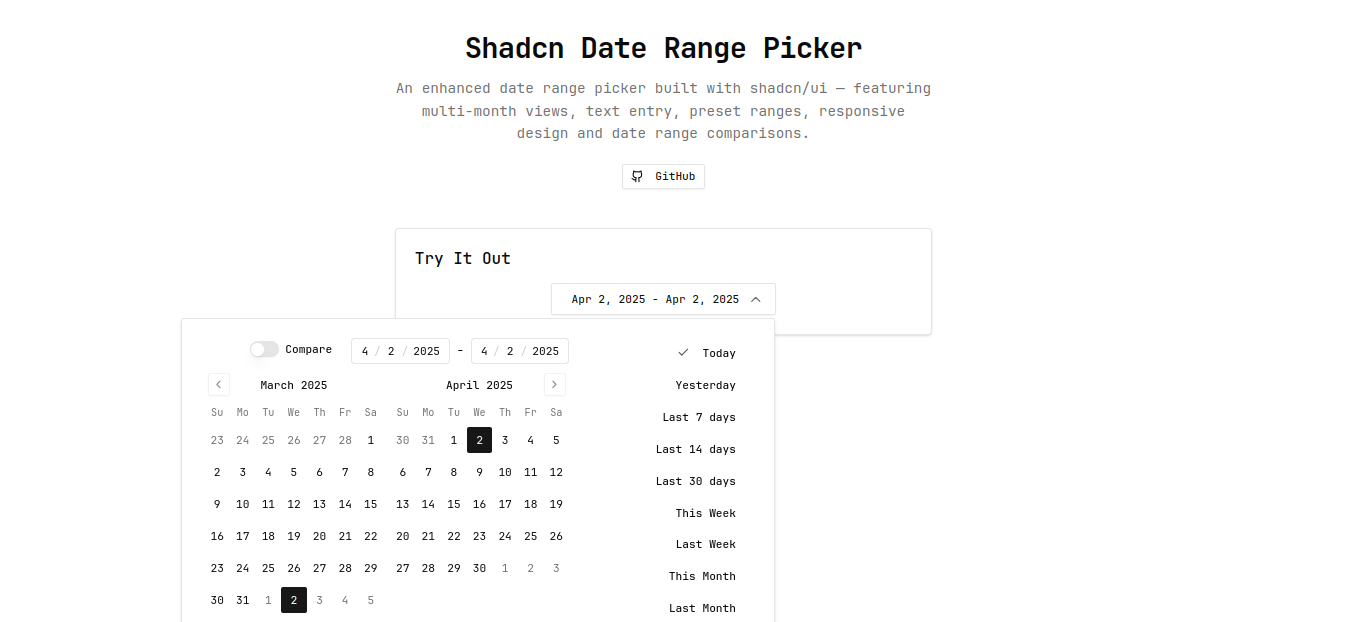 Shadcn Date Range Picker
An enhanced date range picker built with shadcn/ui — featuring
multi-month views, text entry, preset ranges, responsive
design and date range comparisons.
GitHub
Try It Out
Apr 2, 2025 - Apr 2, 2025
Compare 4 / 2 / 2025 – 4 / 2 / 2025
March 2025
Su Mo Tu We Th Fr Sa
23 24 25 26 27 28 1
2 3 4 5 6 7 8
9 10 11 12 13 14 15
16 17 18 19 20 21 22
23 24 25 26 27 28 29
30 31 1 2 3 4 5
April 2025
Su Mo Tu We Th Fr Sa
30 31 1 2 3 4 5
6 7 8 9 10 11 12
13 14 15 16 17 18 19
20 21 22 23 24 25 26
27 28 29 30 1 2 3
Today
Yesterday
Last 7 days
Last 14 days
Last 30 days
This Week
Last Week
This Month
Last Month